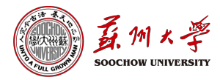 UNTO A FULL GROWN MAN
蘇州大學
SOOCHOW UNIVERSITY